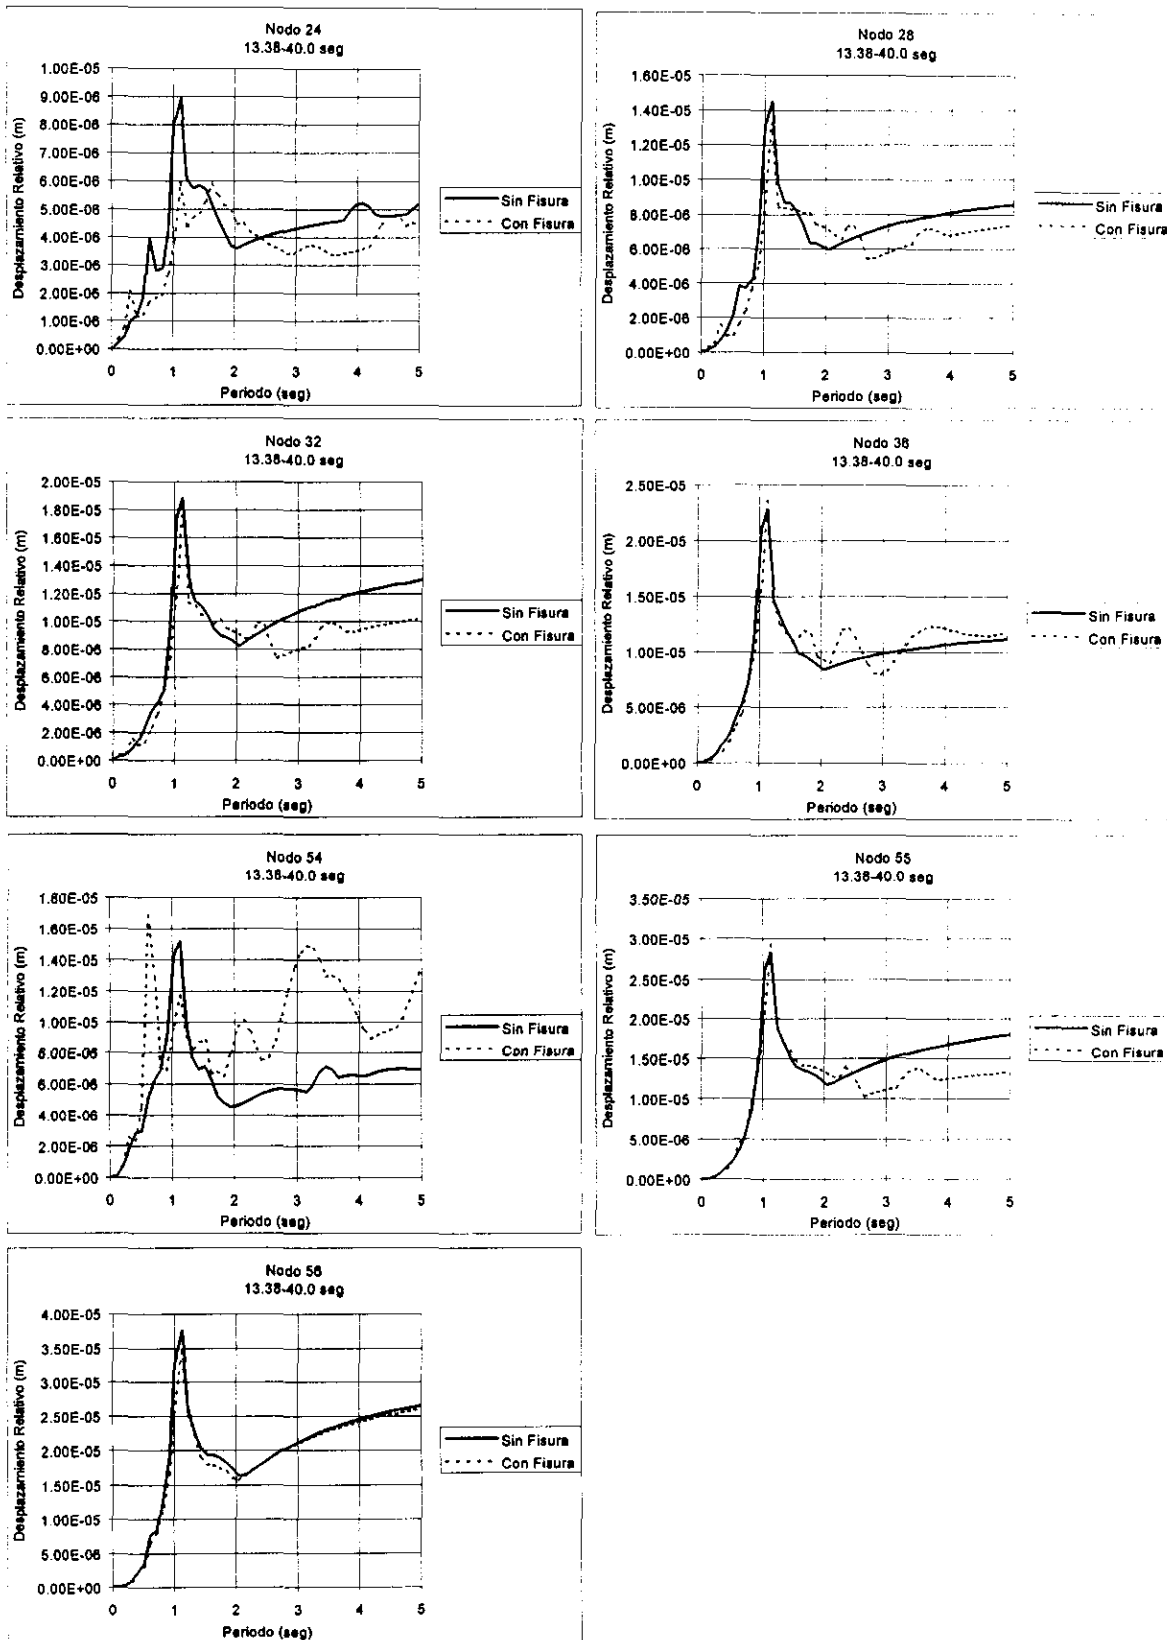 Nodo 24
13.38-40.0 seg
1.00E-05
9.00E-06
8.00E-06
7.00E-06
6.00E-06
5.00E-06
4.00E-06
3.00E-06
2.00E-06
1.00E-06
0.00E+00
Desplazamiento Relativo (m)
0 1 2 3 4 5
Periodo (seg)
Sin Fisura
Con Fisura
Nodo 28
13.38-40.0 seg
1.60E-05
1.40E-05
1.20E-05
1.00E-05
8.00E-06
6.00E-06
4.00E-06
2.00E-06
0.00E+00
Desplazamiento Relativo (m)
0 1 2 3 4 5
Periodo (seg)
Sin Fisura
Con Fisura
Nodo 32
13.38-40.0 seg
2.00E-05
1.80E-05
1.60E-05
1.40E-05
1.20E-05
1.00E-05
8.00E-06
6.00E-06
4.00E-06
2.00E-06
0.00E+00
Desplazamiento Relativo (m)
0 1 2 3 4 5
Periodo (seg)
Sin Fisura
Con Fisura
Nodo 36
13.38-40.0 seg
2.50E-05
2.00E-05
1.50E-05
1.00E-05
5.00E-06
0.00E+00
Desplazamiento Relativo (m)
0 1 2 3 4 5
Periodo (seg)
Sin Fisura
Con Fisura
Nodo 54
13.38-40.0 seg
1.80E-05
1.60E-05
1.40E-05
1.20E-05
1.00E-05
8.00E-06
6.00E-06
4.00E-06
2.00E-06
0.00E+00
Desplazamiento Relativo (m)
0 1 2 3 4 5
Periodo (seg)
Sin Fisura
Con Fisura
Nodo 55
13.38-40.0 seg
3.50E-05
3.00E-05
2.50E-05
2.00E-05
1.50E-05
1.00E-05
5.00E-06
0.00E+00
Desplazamiento Relativo (m)
0 1 2 3 4 5
Periodo (seg)
Sin Fisura
Con Fisura
Nodo 56
13.38-40.0 seg
4.00E-05
3.50E-05
3.00E-05
2.50E-05
2.00E-05
1.50E-05
1.00E-05
5.00E-06
0.00E+00
Desplazamiento Relativo (m)
0 1 2 3 4 5
Periodo (seg)
Sin Fisura
Con Fisura